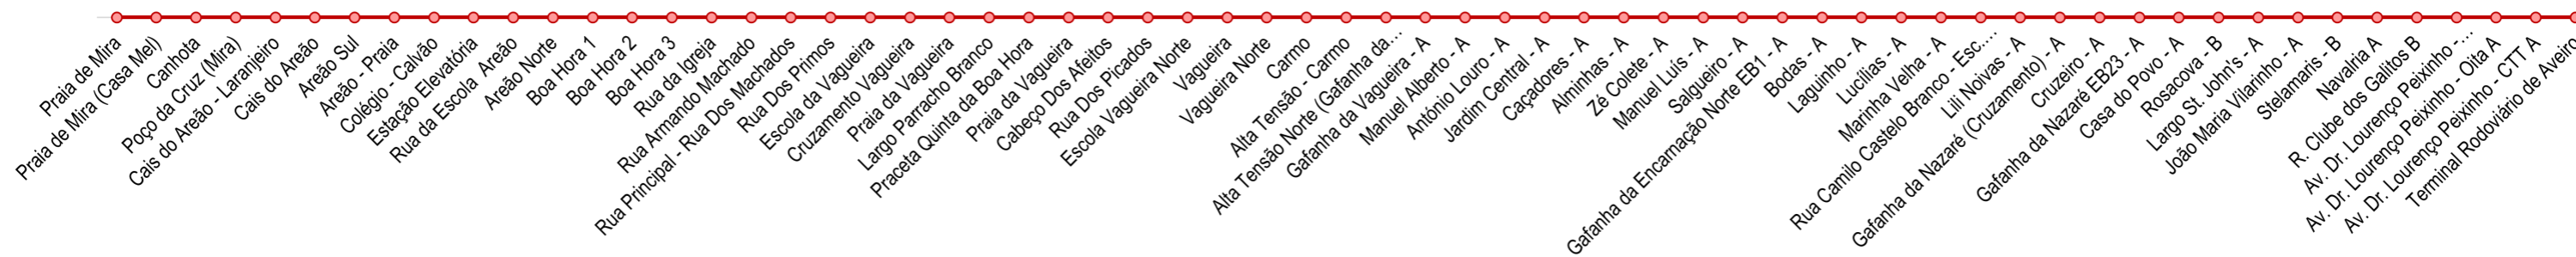 Praia de Mira
Praia de Mira (Casa Mel)
Canhota
Poço da Cruz (Mira)
Cais do Areão - Laranjeiro
Cais do Areão
Areão Sul
Areão - Praia
Colégio - Calvão
Estação Elevatória
Rua da Escola  Areão
Areão Norte
Boa Hora 1
Boa Hora 2
Boa Hora 3
Rua da Igreja
Rua Armando Machado
Rua Principal - Rua Dos Machados
Rua Dos Primos
Escola da Vagueira
Cruzamento Vagueira
Praia da Vagueira
Largo Parracho Branco
Praceta Quinta da Boa Hora
Praia da Vagueira
Cabeço Dos Afeitos
Rua Dos Picados
Escola Vagueira Norte
Vagueira
Vagueira Norte
Carmo
Alta Tensão - Carmo
Alta Tensão Norte (Gafanha da...
Gafanha da Vagueira - A
Manuel Alberto - A
António Louro - A
Jardim Central - A
Caçadores - A
Alminhas - A
Zé Colete - A
Manuel Luís - A
Salgueiro - A
Gafanha da Encarnação Norte EB1 - A
Bodas - A
Laguinho - A
Lucílias - A
Marinha Velha - A
Rua Camilo Castelo Branco - Esc....
Lili Noivas - A
Gafanha da Nazaré (Cruzamento) - A
Cruzeiro - A
Gafanha da Nazaré EB23 - A
Casa do Povo - A
Rosacova - B
Largo St. John's - A
João Maria Vilarinho - A
Stelamaris - B
Navalria A
R. Clube dos Galitos B
Av. Dr. Lourenço Peixinho -...
Av. Dr. Lourenço Peixinho - Oita A
Av. Dr. Lourenço Peixinho - CTT A
Terminal Rodoviário de Aveiro